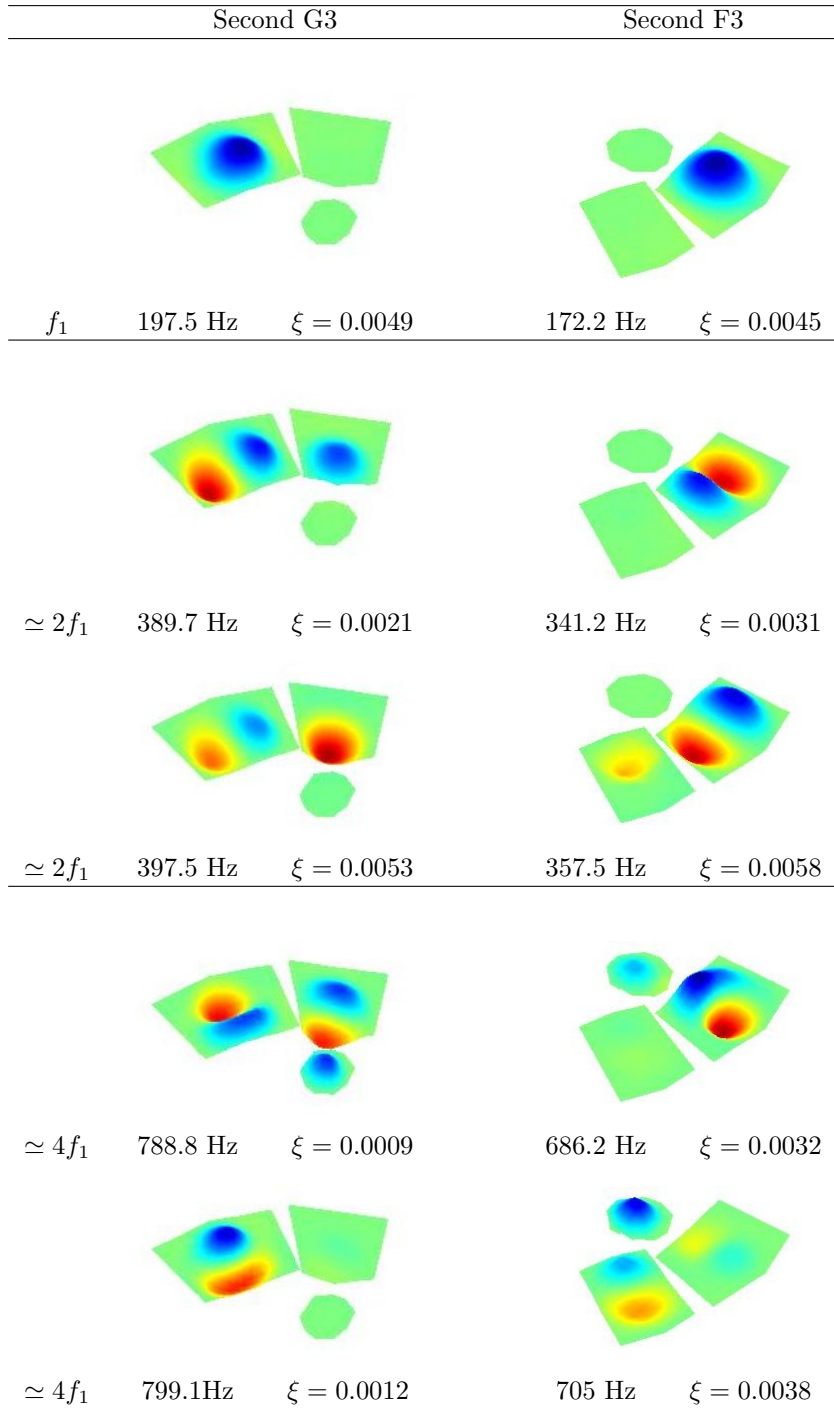 Second G3 Second F3
f₁ 197.5 Hz ξ = 0.0049 172.2 Hz ξ = 0.0045
≃ 2f₁ 389.7 Hz ξ = 0.0021 341.2 Hz ξ = 0.0031
≃ 2f₁ 397.5 Hz ξ = 0.0053 357.5 Hz ξ = 0.0058
≃ 4f₁ 788.8 Hz ξ = 0.0009 686.2 Hz ξ = 0.0032
≃ 4f₁ 799.1Hz ξ = 0.0012 705 Hz ξ = 0.0038